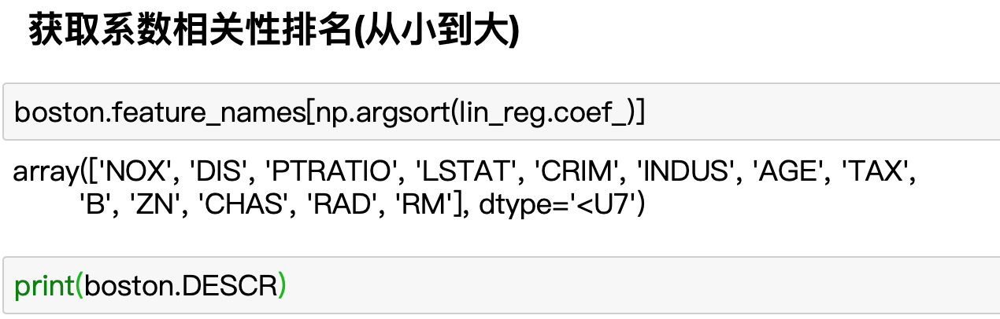 获取系数相关性排名(从小到大)
boston.feature_names[np.argsort(lin_reg.coef_)]
array(['NOX', 'DIS', 'PTRATIO', 'LSTAT', 'CRIM', 'INDUS', 'AGE', 'TAX',
'B', 'ZN', 'CHAS', 'RAD', 'RM'], dtype='<U7')
print(boston.DESCR)